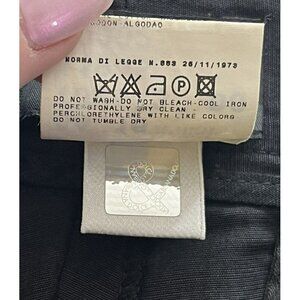 ALGODAO
NORMA DI LEGGE N.883 26/11/1973
P
DO NOT WASH-DO NOT BLEACH-COOL IRON
PROFESSIONALLY DRY CLEAN -
PERCHLORETHYLENE WITH LIKE COLORS
DO NOT TUMBLE DRY